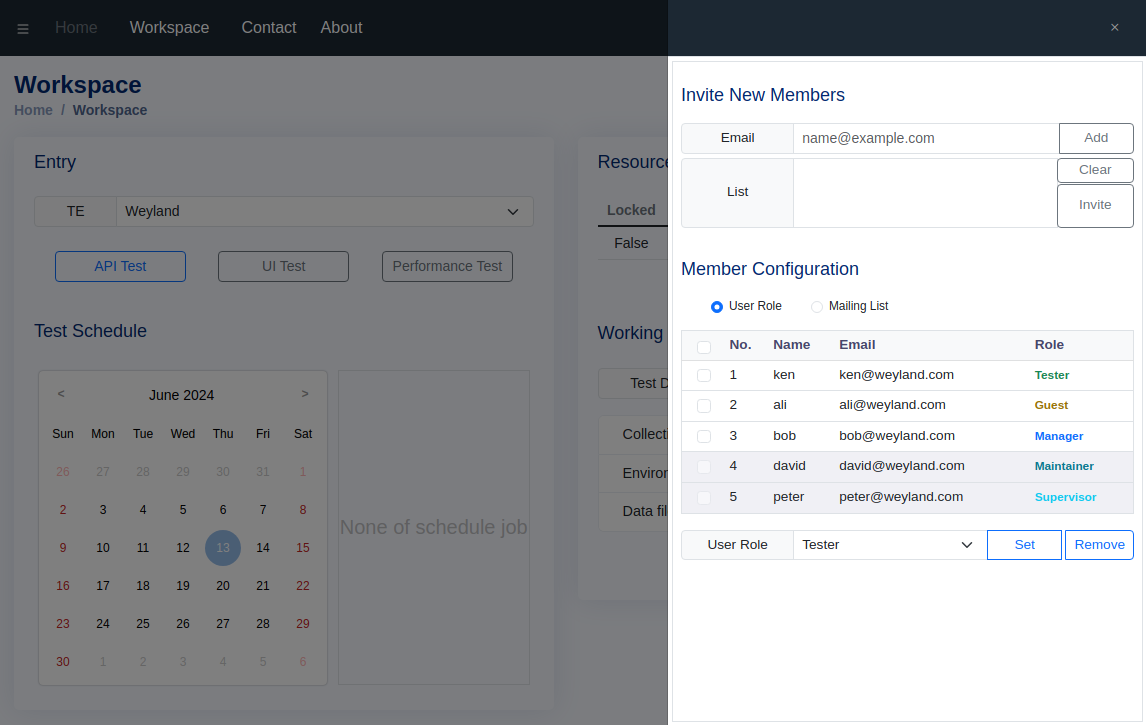 ≡ Home Workspace Contact About ×
Workspace
Home / Workspace
Entry
TE Weyland
API Test UI Test Performance Test
Test Schedule
< June 2024 >
Sun Mon Tue Wed Thu Fri Sat
26 27 28 29 30 31 1
2 3 4 5 6 7 8
9 10 11 12 13 14 15
16 17 18 19 20 21 22
23 24 25 26 27 28 29
30 1 2 3 4 5 6
None of schedule job
Resource
Locked
False
Working
Test D
Collecti
Environ
Data fil
Invite New Members
Email name@example.com Add
List Clear
Invite
Member Configuration
User Role Mailing List
No. Name Email Role
1 ken ken@weyland.com Tester
2 ali ali@weyland.com Guest
3 bob bob@weyland.com Manager
4 david david@weyland.com Maintainer
5 peter peter@weyland.com Supervisor
User Role Tester Set Remove